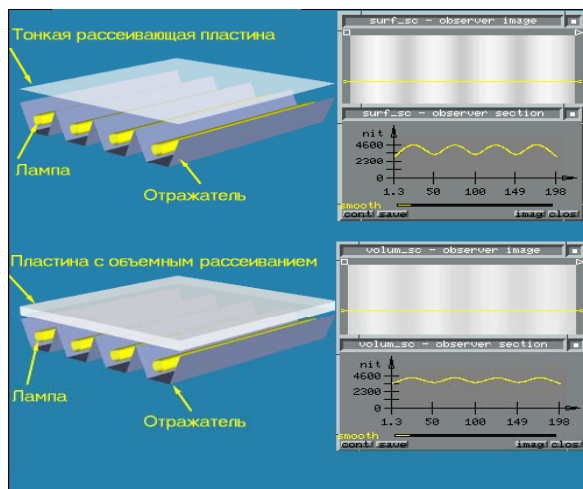 Тонкая рассеивающая пластина
Лампа
Отражатель
surf_sc - observer image
surf_sc - observer section
nit
4600
2300
0
1.3 50 100 149 198
smooth
cont save imag clos
Пластина с объемным рассеиванием
Лампа
Отражатель
volum_sc - observer image
volum_sc - observer section
nit
4600
2300
0
1.3 50 100 149 198
smooth
cont save imag clos